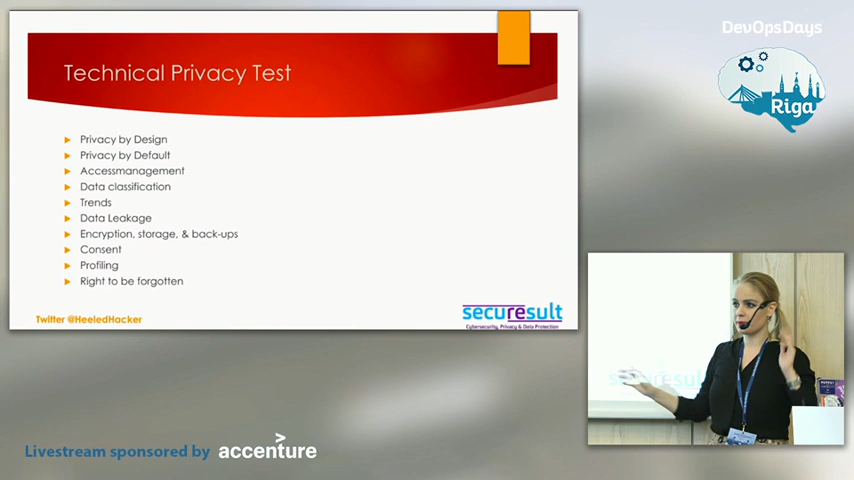 Technical Privacy Test
Privacy by Design
Privacy by Default
Accessmanagement
Data classification
Trends
Data Leakage
Encryption, storage, & back-ups
Consent
Profiling
Right to be forgotten
Twitter @HeeledHacker
securesult
Cybersecurity, Privacy & Data Protection
DevOpsDays
Riga
Livestream sponsored by accenture